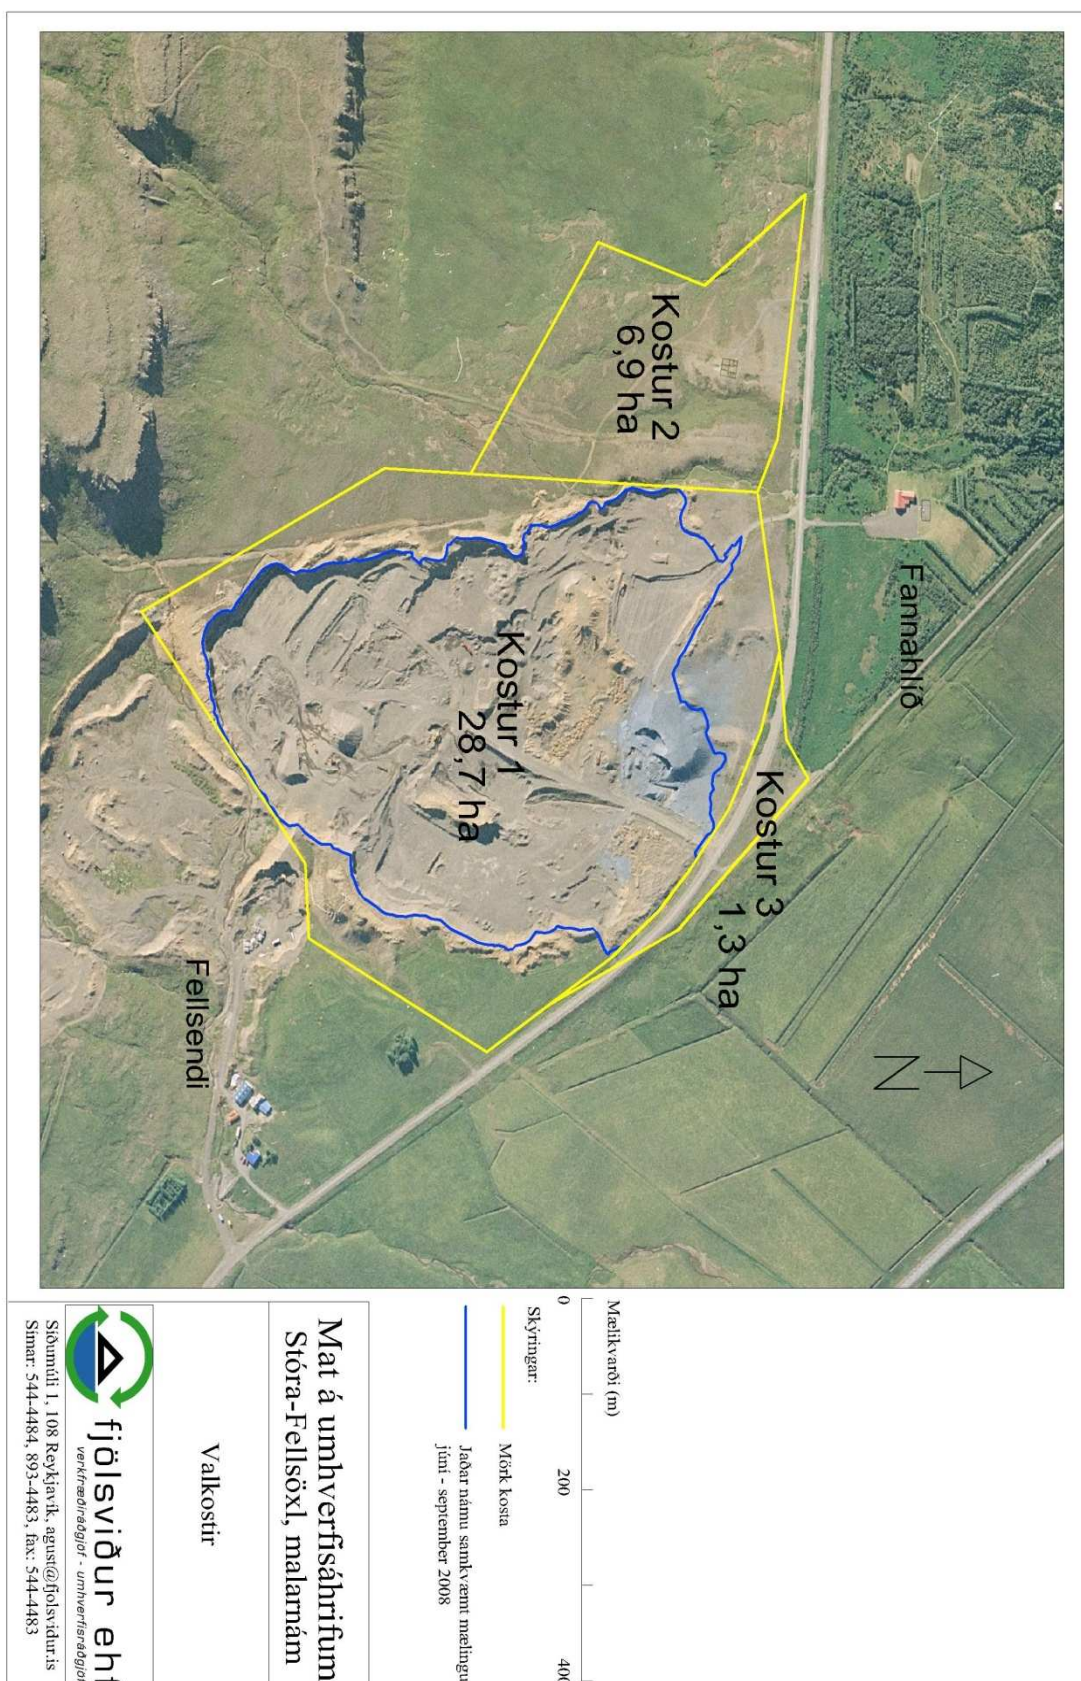 Kostur 2
6,9 ha
Kostur 1
28,7 ha
Kostur 3
1,3 ha
Fannahlíð
Fellsendi
N
Mælikvarði (m)
0
200
400
Skýringar:
Mörk kosta
Jaðar námu samkvæmt mælingu
júní - september 2008
Mat á umhverfisáhrifum
Stóra-Fellsöxl, malarnám
Valkostir
fjölsviður ehf
verkfræðiráðgjöf - umhverfisráðgjöf
Síðumúli 1, 108 Reykjavík, agust@fjolsvidur.is
Símar: 544-4484, 893-4483, fax: 544-4483